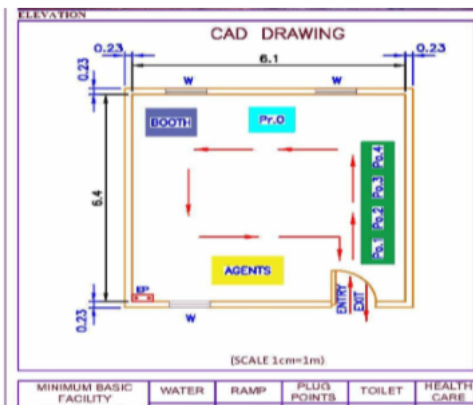 ELEVATION
CAD DRAWING
0.23
6.1
0.23
0.23
W
W
BOOTH
Pr.O
Po.4
Po.3
Po.2
Po.1
6.4
AGENTS
EP
ENTRY
EXIT
0.23
W
(SCALE 1cm=1m)
MINIMUM BASIC FACILITY
WATER
RAMP
PLUG POINTS
TOILET
HEALTH CARE